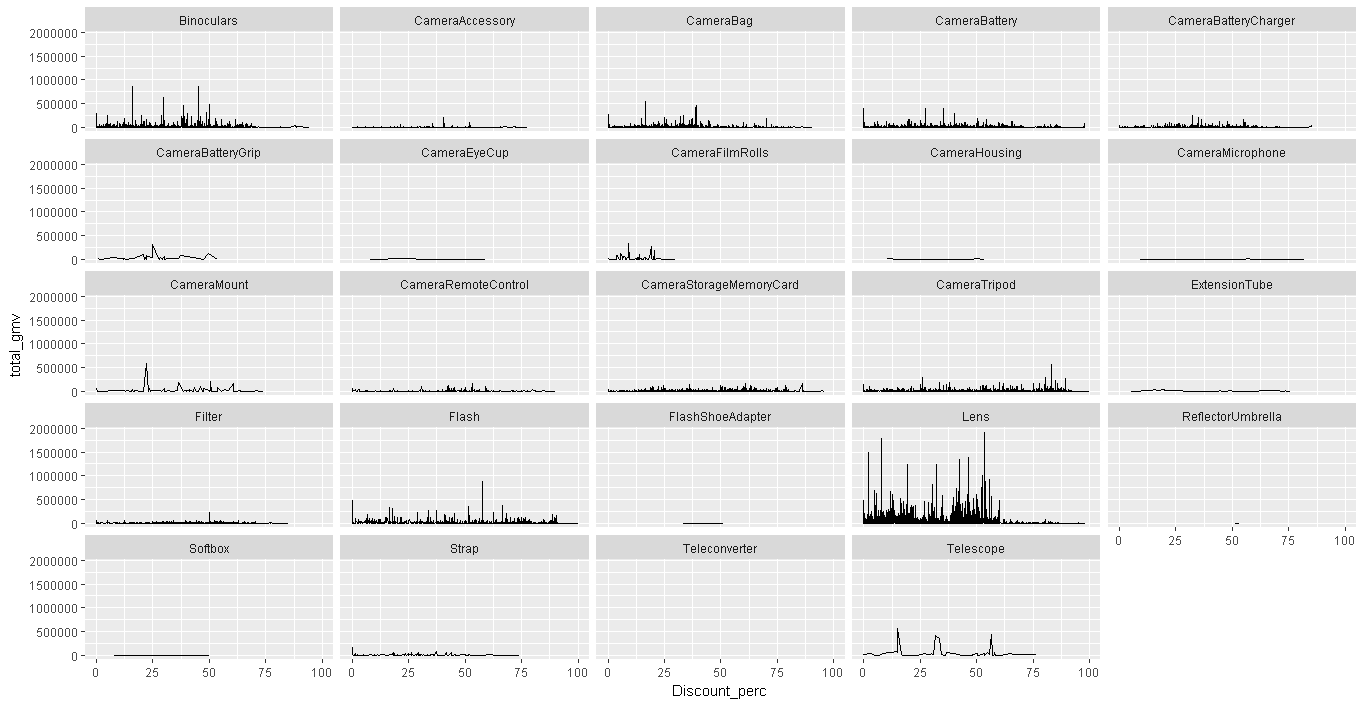 Binoculars CameraAccessory CameraBag CameraBattery CameraBatteryCharger
2000000
1500000
1000000
500000
0
CameraBatteryGrip CameraEyeCup CameraFilmRolls CameraHousing CameraMicrophone
2000000
1500000
1000000
500000
0
CameraMount CameraRemoteControl CameraStorageMemoryCard CameraTripod ExtensionTube
2000000
1500000
1000000
500000
0
total_gmv
Filter Flash FlashShoeAdapter Lens ReflectorUmbrella
2000000
1500000
1000000
500000
0
0 25 50 75 100
Softbox Strap Teleconverter Telescope
2000000
1500000
1000000
500000
0
0 25 50 75 100 0 25 50 75 100 0 25 50 75 100 0 25 50 75 100
Discount_perc